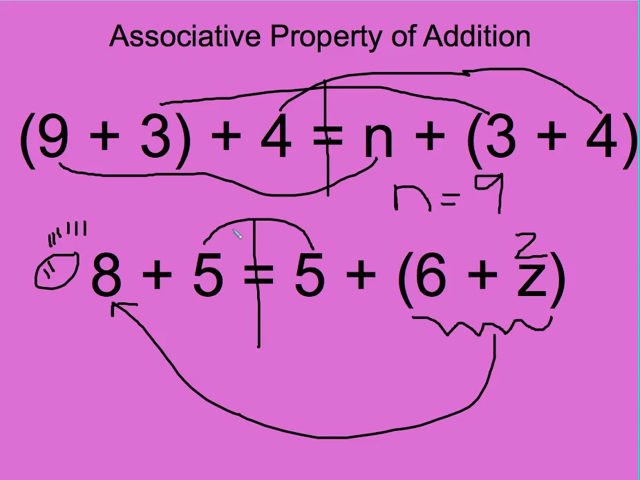 Associative Property of Addition
(9 + 3) + 4 = n + (3 + 4)
n = 9
2
8 + 5 = 5 + (6 + z)